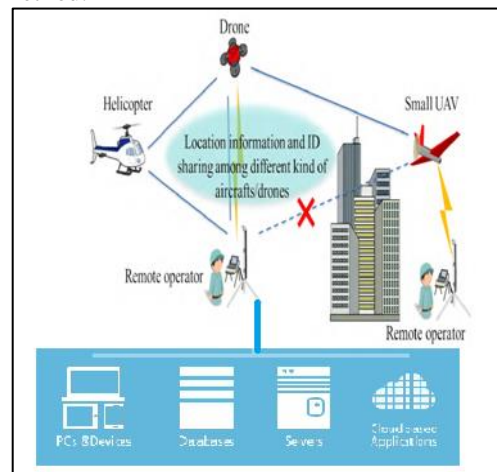 Drone
Helicopter
Small UAV
Location information and ID
sharing among different kind of
aircrafts/drones
Remote operator
Remote operator
PCs &Devices
Databases
Servers
Cloud based
Applications